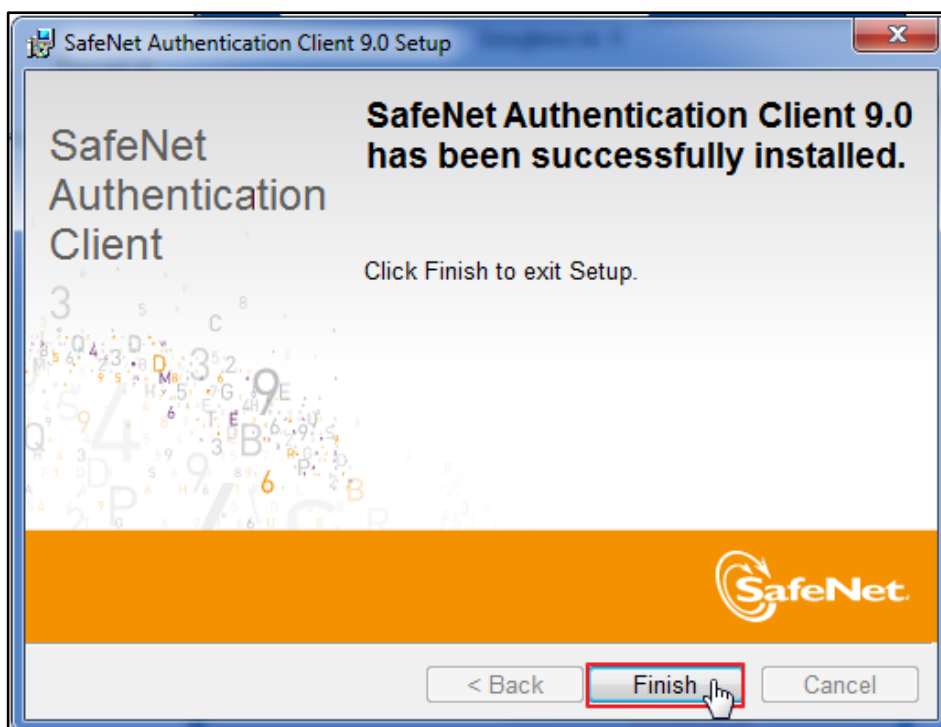 SafeNet Authentication Client 9.0 Setup
SafeNet
Authentication
Client
SafeNet Authentication Client 9.0
has been successfully installed.
Click Finish to exit Setup.
SafeNet.
< Back
Finish
Cancel